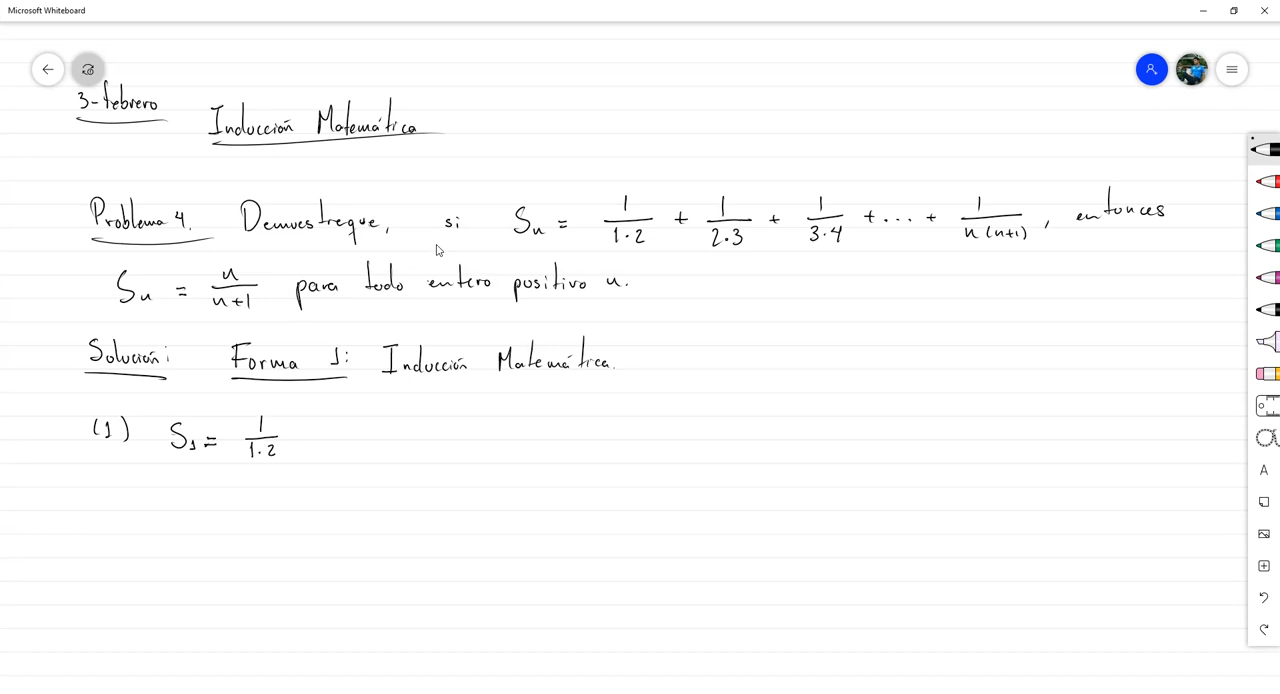 Microsoft Whiteboard
3-febrero
Inducción Matemática
Problema 4. Demuestreque, si Sn = 1/(1·2) + 1/(2·3) + 1/(3·4) + ... + 1/(n(n+1)), entonces
Sn = n/(n+1) para todo entero positivo n.
Solución: Forma 1: Inducción Matemática.
(1) S1 = 1/(1·2)
A